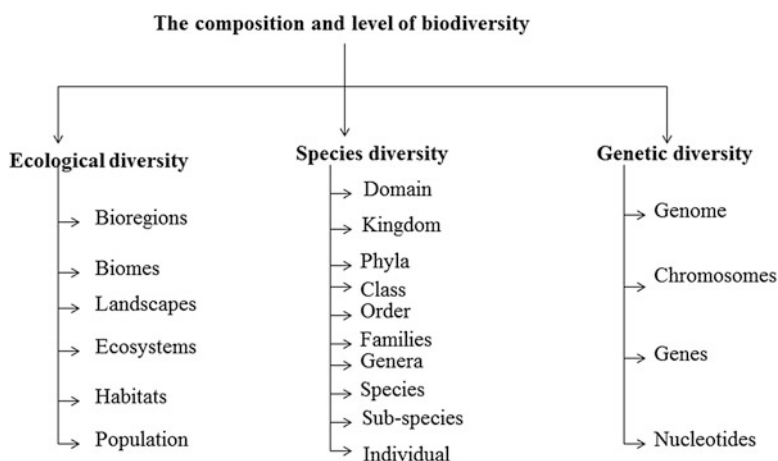 The composition and level of biodiversity
Ecological diversity
Bioregions
Biomes
Landscapes
Ecosystems
Habitats
Population
Species diversity
Domain
Kingdom
Phyla
Class
Order
Families
Genera
Species
Sub-species
Individual
Genetic diversity
Genome
Chromosomes
Genes
Nucleotides